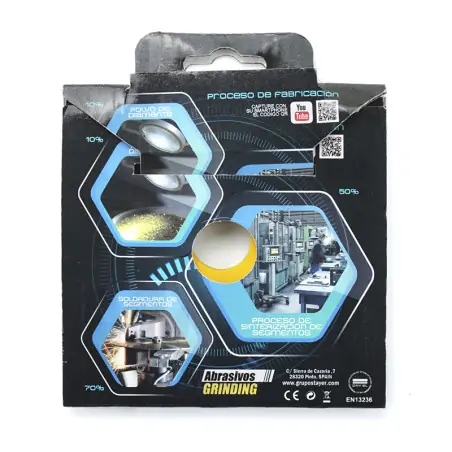 PROCESO DE FABRICACIÓN
CAPTURE CON
SU SMARTPHONE
EL CÓDIGO QR
You
Tube
10%
POLVO DE
DIAMANTE
10%
50%
PROCESO DE
SINTERIZACIÓN DE
SEGMENTOS
SOLDADURA DE
SEGMENTOS
70%
Abrasivos
GRINDING
C/ Sierra de Cazorla ,7
28320 Pinto, SPAIN
www.grupostayer.com
CE
EN13236